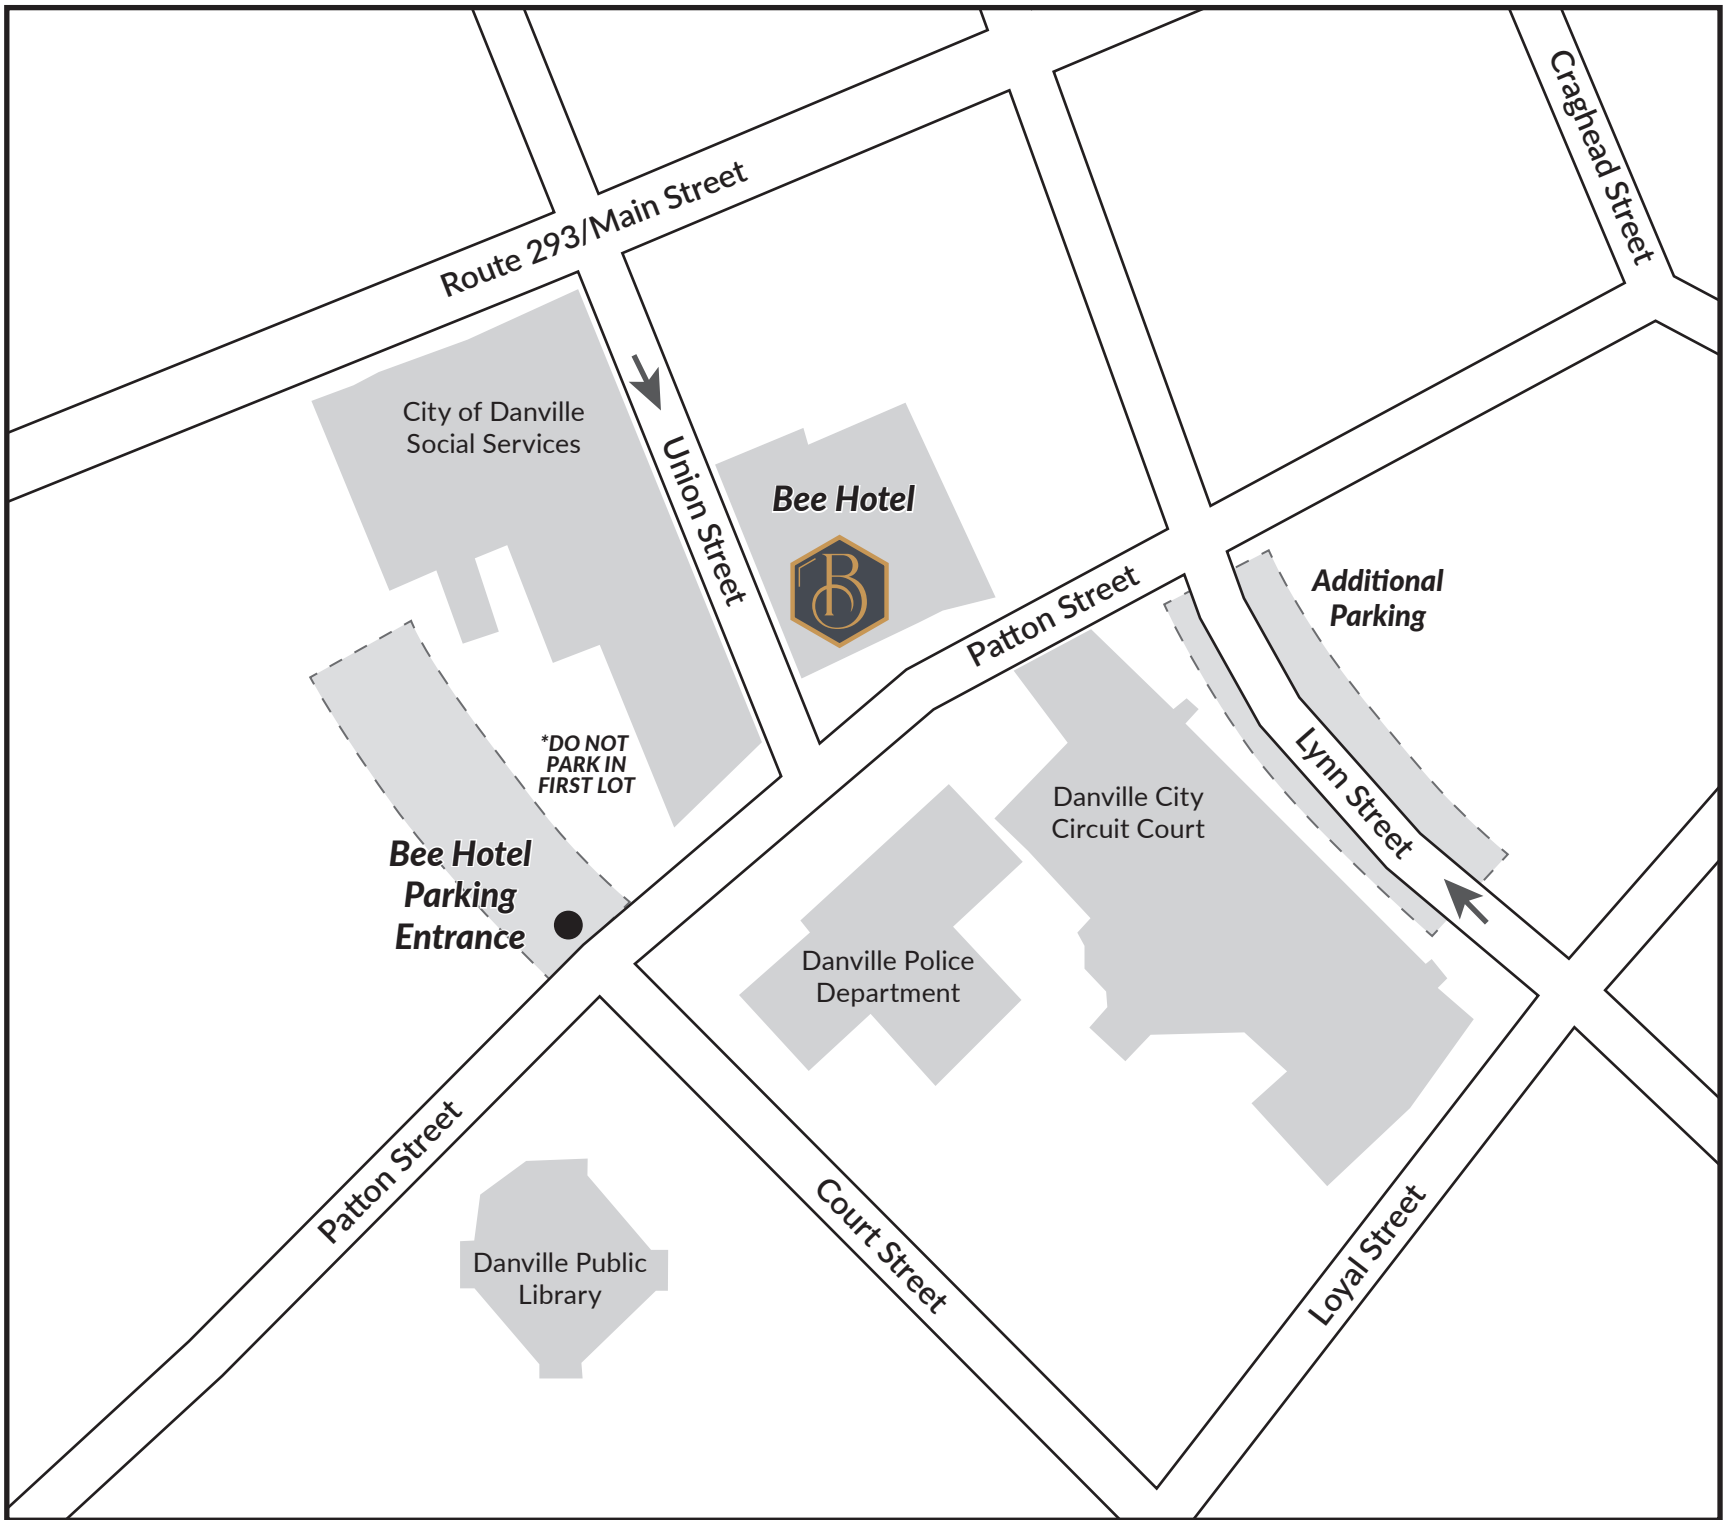 Craghead Street
Route 293/Main Street
City of Danville
Social Services
Union Street
Bee Hotel
B
Patton Street
Additional
Parking
*DO NOT
PARK IN
FIRST LOT
Lynn Street
Danville City
Circuit Court
Bee Hotel
Parking
Entrance
Danville Police
Department
Patton Street
Court Street
Loyal Street
Danville Public
Library